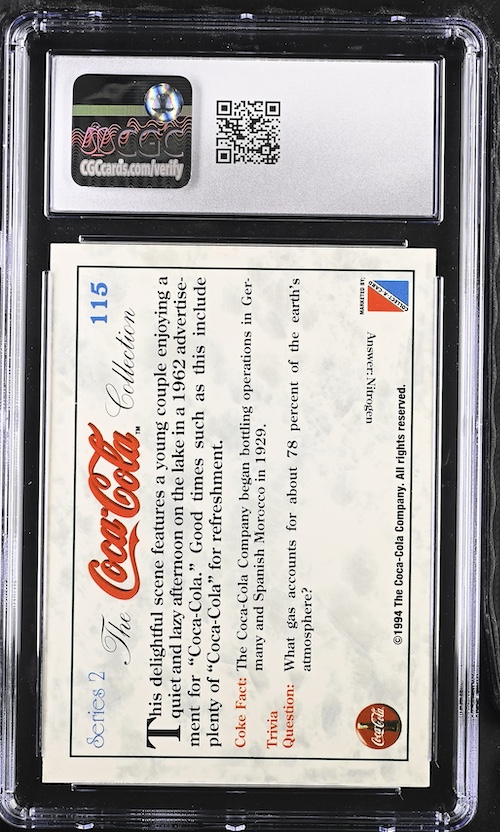 CGC
CGCcards.com/verify
Series 2
The Coca-Cola Collection
115
This delightful scene features a young couple enjoying a
quiet and lazy afternoon on the lake in a 1962 advertise-
ment for “Coca-Cola.” Good times such as this include
plenty of “Coca-Cola” for refreshment.
Coke Fact: The Coca-Cola Company began bottling operations in Ger-
many and Spanish Morocco in 1929.
Trivia
Question: What gas accounts for about 78 percent of the earth's
atmosphere?
Answer: Nitrogen
Coca-Cola
©1994 The Coca-Cola Company. All rights reserved.
MARKETED BY:
COLLECT-A-CARD